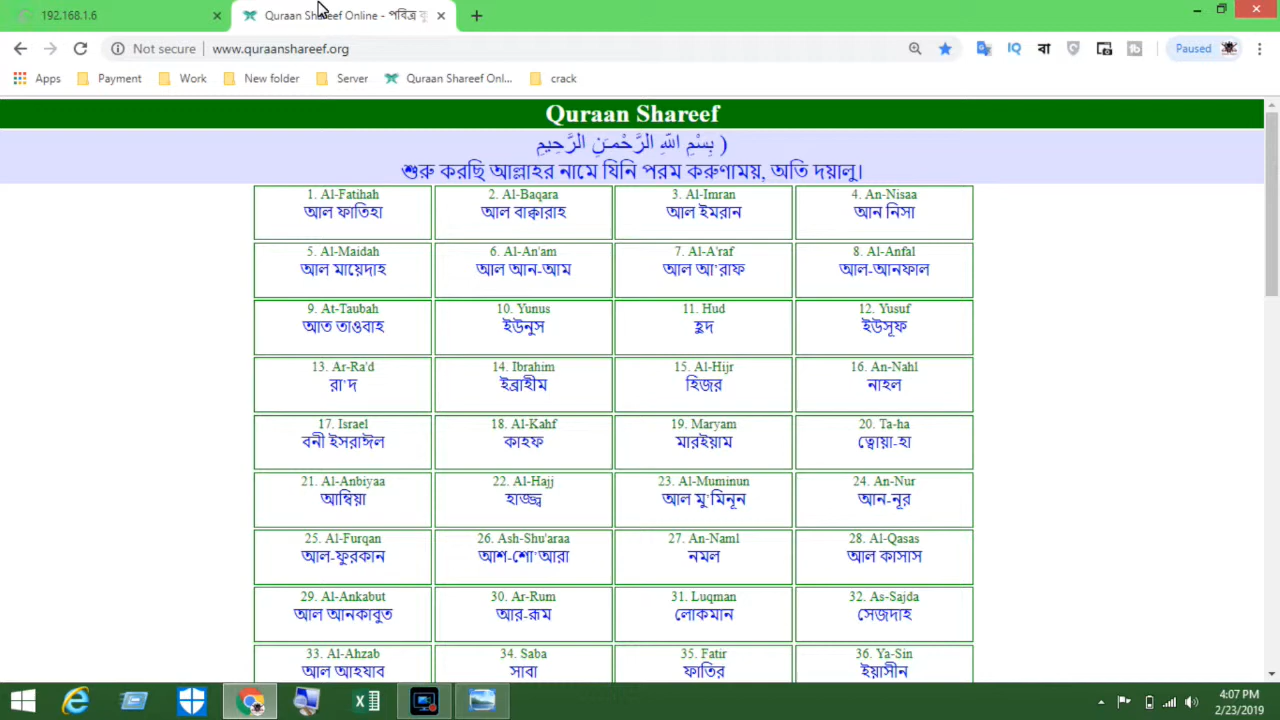 192.168.1.6
Quraan Shareef Online - পবিত্র কু
Not secure
www.quraanshareef.org
Paused
Apps
Payment
Work
New folder
Server
Quraan Shareef Onl...
crack
Quraan Shareef
( بِسْمِ اللّهِ الرَّحْمـَنِ الرَّحِيمِ
শুরু করছি আল্লাহর নামে যিনি পরম করুণাময়, অতি দয়ালু।
1. Al-Fatihah
আল ফাতিহা
2. Al-Baqara
আল বাক্বারাহ
3. Al-Imran
আল ইমরান
4. An-Nisaa
আন নিসা
5. Al-Maidah
আল মায়েদাহ
6. Al-An'am
আল আন-আম
7. Al-A'raf
আল আ'রাফ
8. Al-Anfal
আল-আনফাল
9. At-Taubah
আত তাওবাহ
10. Yunus
ইউনুস
11. Hud
হুদ
12. Yusuf
ইউসূফ
13. Ar-Ra'd
রা'দ
14. Ibrahim
ইব্রাহীম
15. Al-Hijr
হিজর
16. An-Nahl
নাহল
17. Israel
বনী ইসরাঈল
18. Al-Kahf
কাহফ
19. Maryam
মারইয়াম
20. Ta-ha
ত্বোয়া-হা
21. Al-Anbiyaa
আম্বিয়া
22. Al-Hajj
হাজ্জ্ব
23. Al-Muminun
আল মু'মিনূন
24. An-Nur
আন-নূর
25. Al-Furqan
আল-ফুরকান
26. Ash-Shu'araa
আশ-শো'আরা
27. An-Naml
নমল
28. Al-Qasas
আল কাসাস
29. Al-Ankabut
আল আনকাবুত
30. Ar-Rum
আর-রূম
31. Luqman
লোকমান
32. As-Sajda
সেজদাহ
33. Al-Ahzab
আল আহযাব
34. Saba
সাবা
35. Fatir
ফাতির
36. Ya-Sin
ইয়াসীন
4:07 PM
2/23/2019